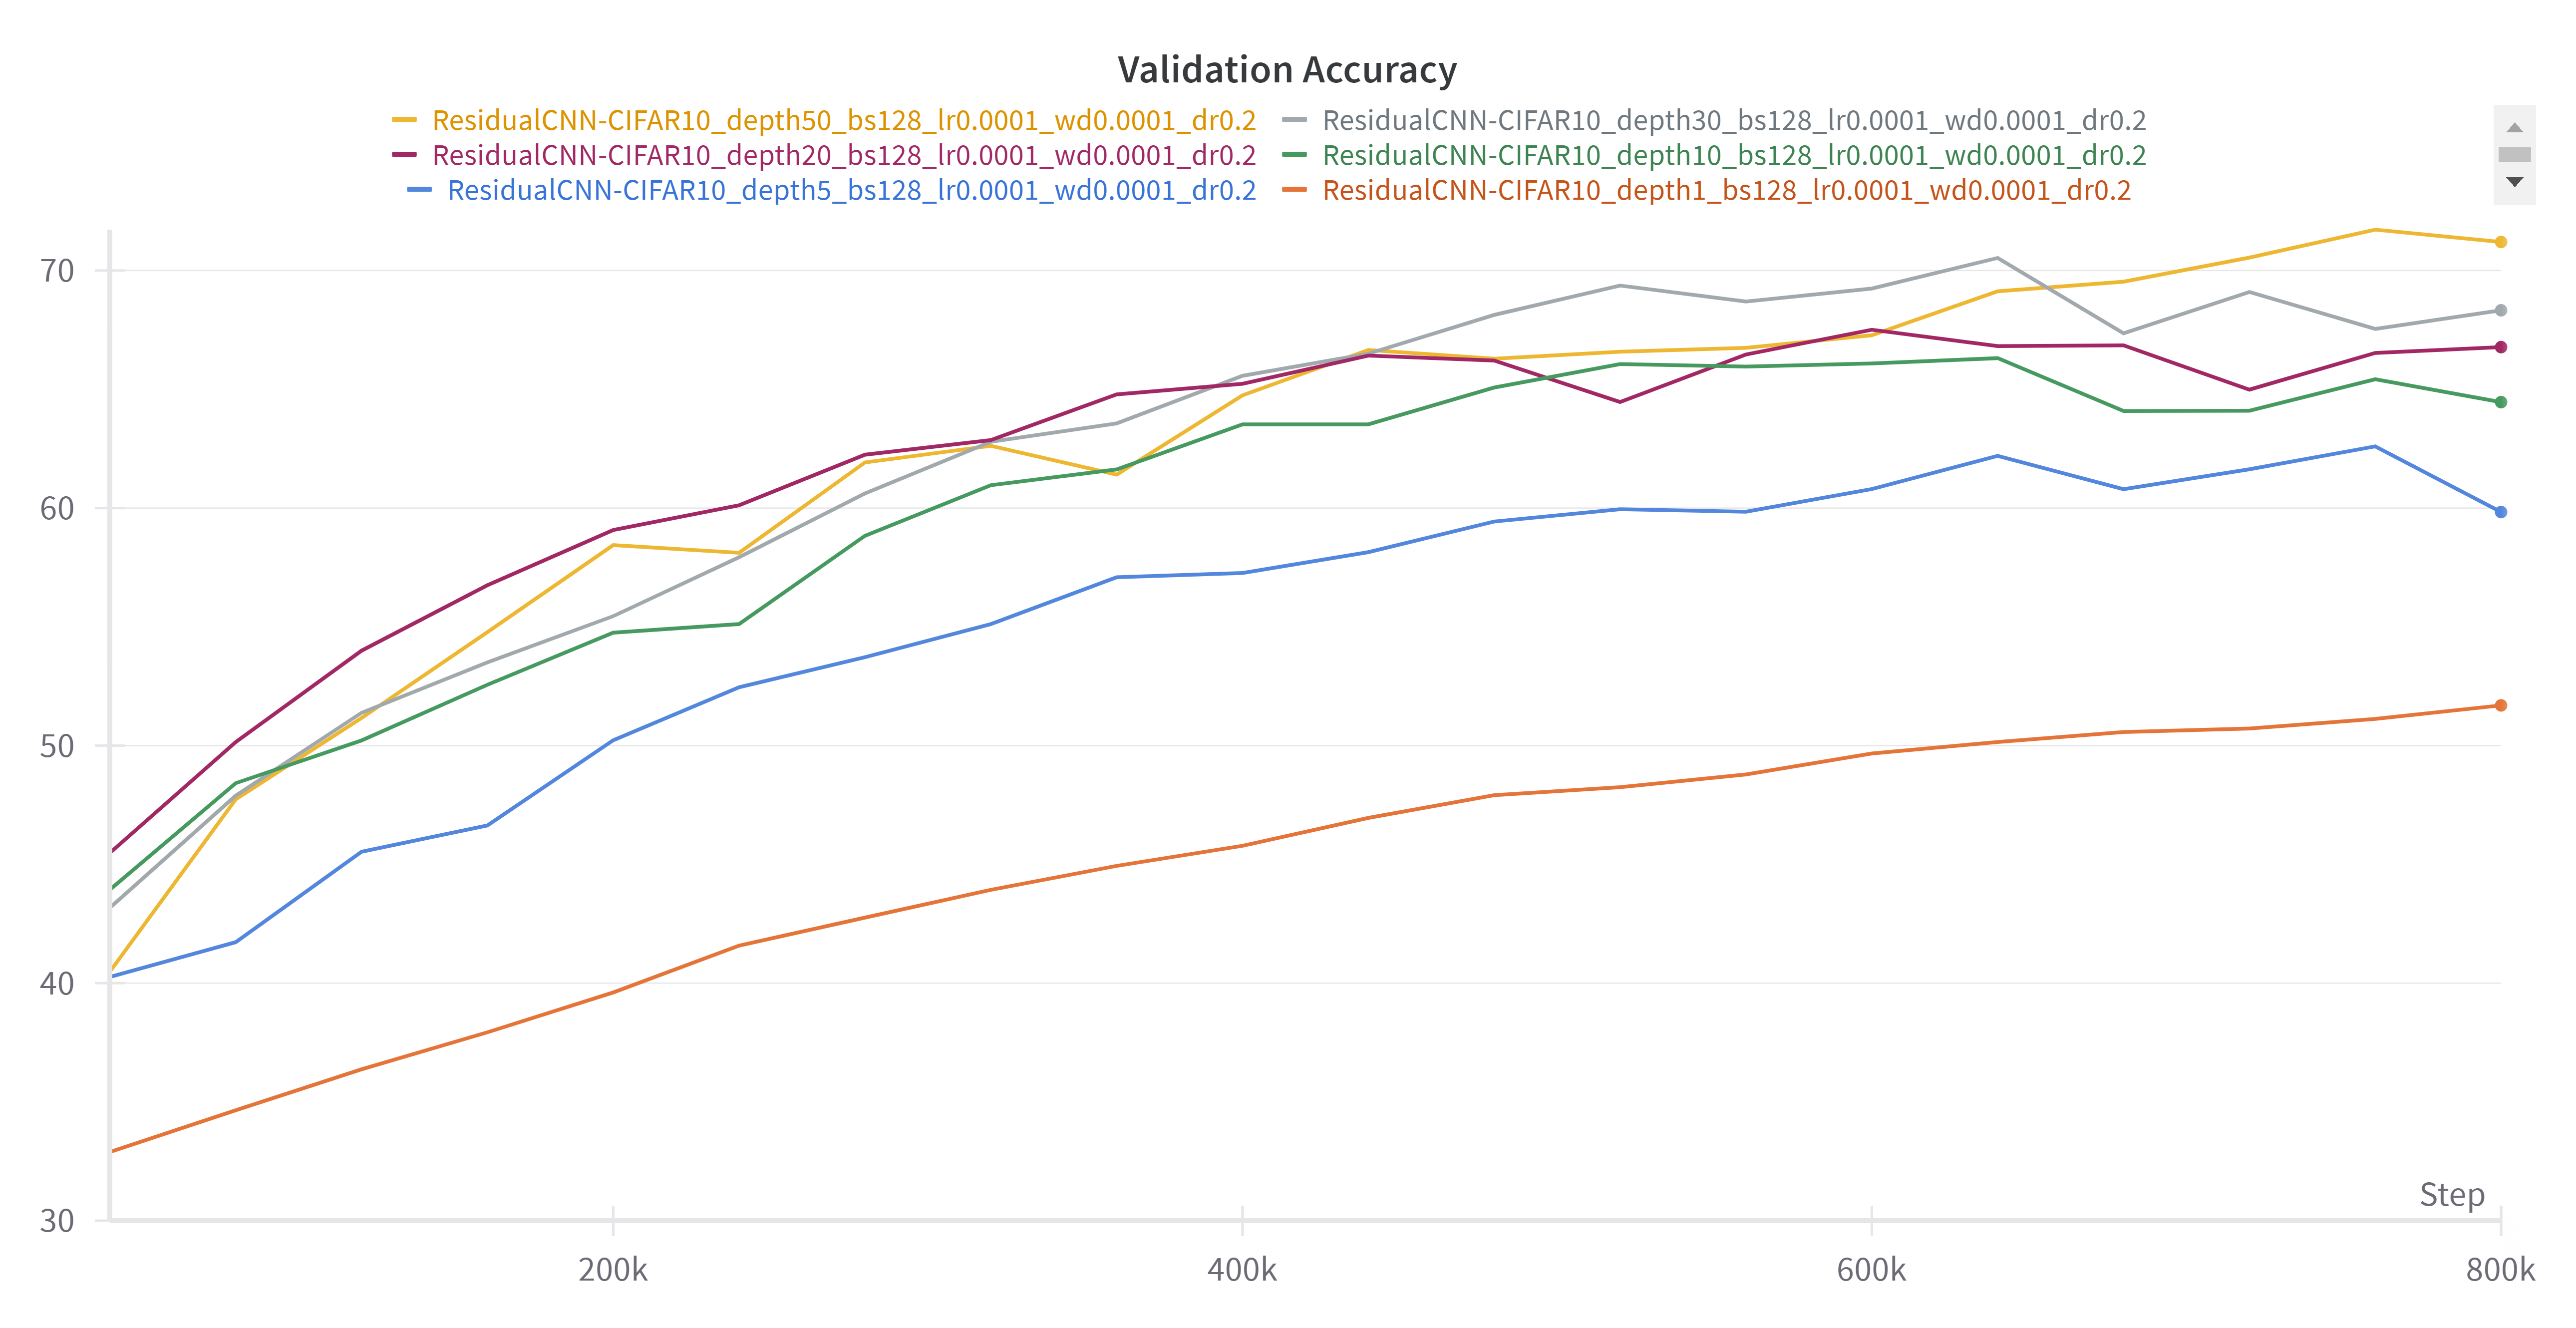 Validation Accuracy
ResidualCNN-CIFAR10_depth50_bs128_lr0.0001_wd0.0001_dr0.2 ResidualCNN-CIFAR10_depth30_bs128_lr0.0001_wd0.0001_dr0.2
ResidualCNN-CIFAR10_depth20_bs128_lr0.0001_wd0.0001_dr0.2 ResidualCNN-CIFAR10_depth10_bs128_lr0.0001_wd0.0001_dr0.2
ResidualCNN-CIFAR10_depth5_bs128_lr0.0001_wd0.0001_dr0.2 ResidualCNN-CIFAR10_depth1_bs128_lr0.0001_wd0.0001_dr0.2
70
60
50
40
30
Step
200k 400k 600k 800k